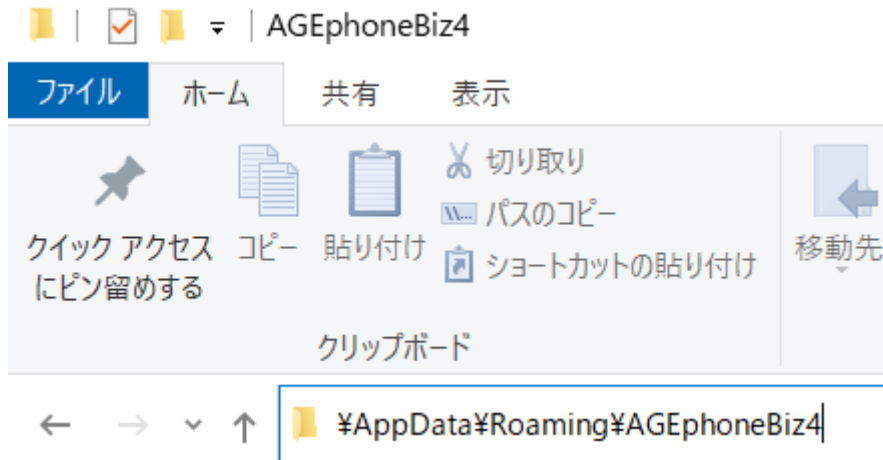 AGEphoneBiz4
ファイル ホーム 共有 表示
切り取り
パスのコピー
ショートカットの貼り付け
クイック アクセス
にピン留めする
コピー
貼り付け
移動先
クリップボード
¥AppData¥Roaming¥AGEphoneBiz4